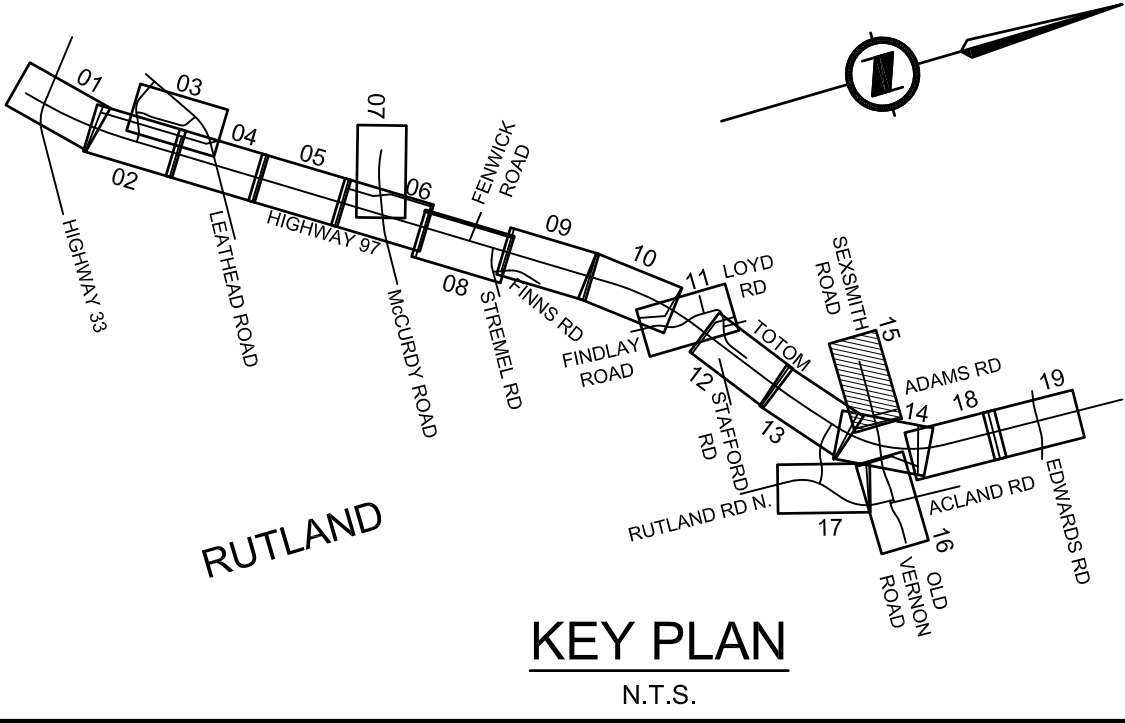 01
03
02
04
05
07
06
FENWICK
ROAD
09
10
08
HIGHWAY 33
LEATHEAD ROAD
HIGHWAY 97
McCURDY ROAD
STREMEL RD
FINNS RD
FINDLAY
ROAD
11
LOYD
RD
TOTOM
12
STAFFORD
RD
13
SEXSMITH
ROAD
15
ADAMS RD
14
18
19
RUTLAND RD N.
17
ACLAND RD
16
OLD
VERNON
ROAD
EDWARDS RD
N
RUTLAND
KEY PLAN
N.T.S.